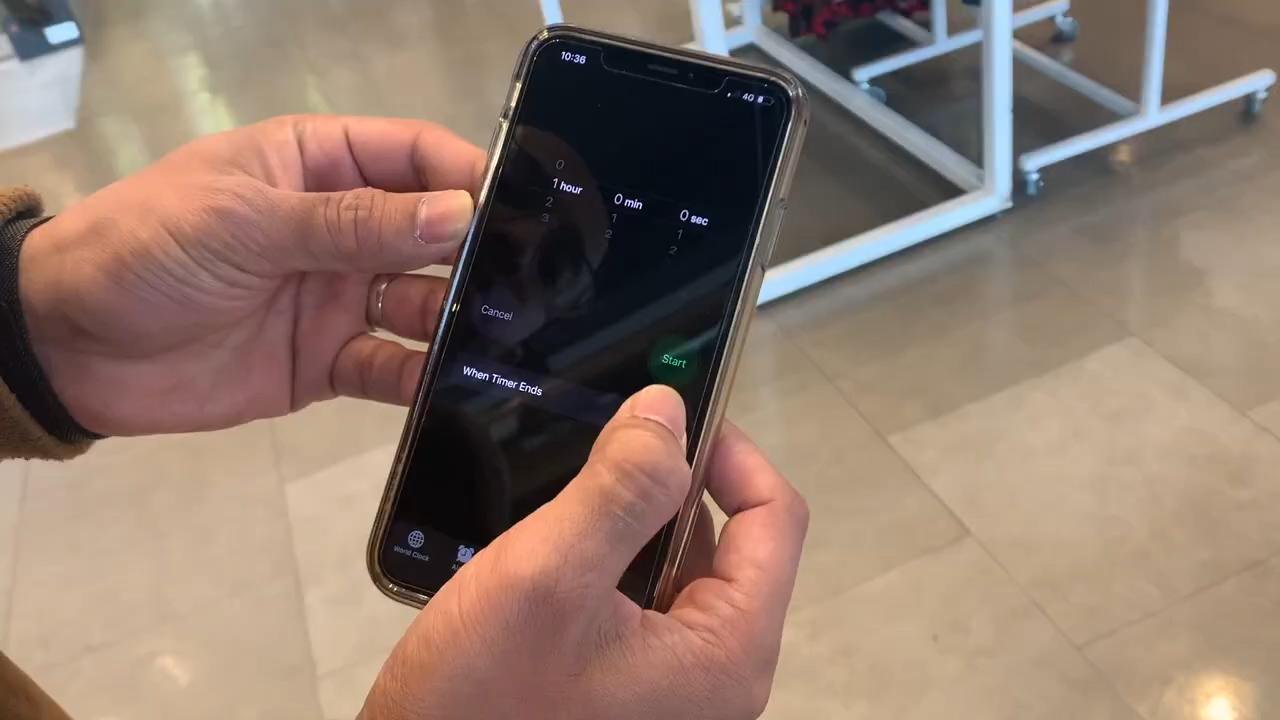 10:36
4G
0
1 hour 0 min 0 sec
2 1 1
3 2 2
Cancel
Start
When Timer Ends
World Clock